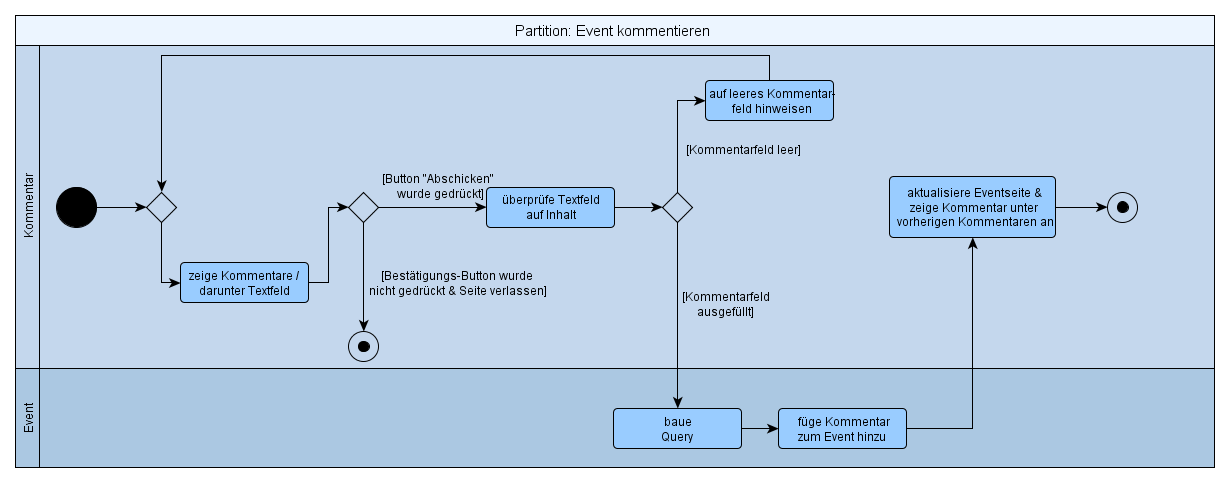 Partition: Event kommentieren
Kommentar
auf leeres Kommentar-
feld hinweisen
[Kommentarfeld leer]
[Button "Abschicken"
wurde gedrückt]
überprüfe Textfeld
auf Inhalt
aktualisiere Eventseite &
zeige Kommentar unter
vorherigen Kommentaren an
zeige Kommentare /
darunter Textfeld
[Bestätigungs-Button wurde
nicht gedrückt & Seite verlassen]
[Kommentarfeld
ausgefüllt]
Event
baue
Query
füge Kommentar
zum Event hinzu